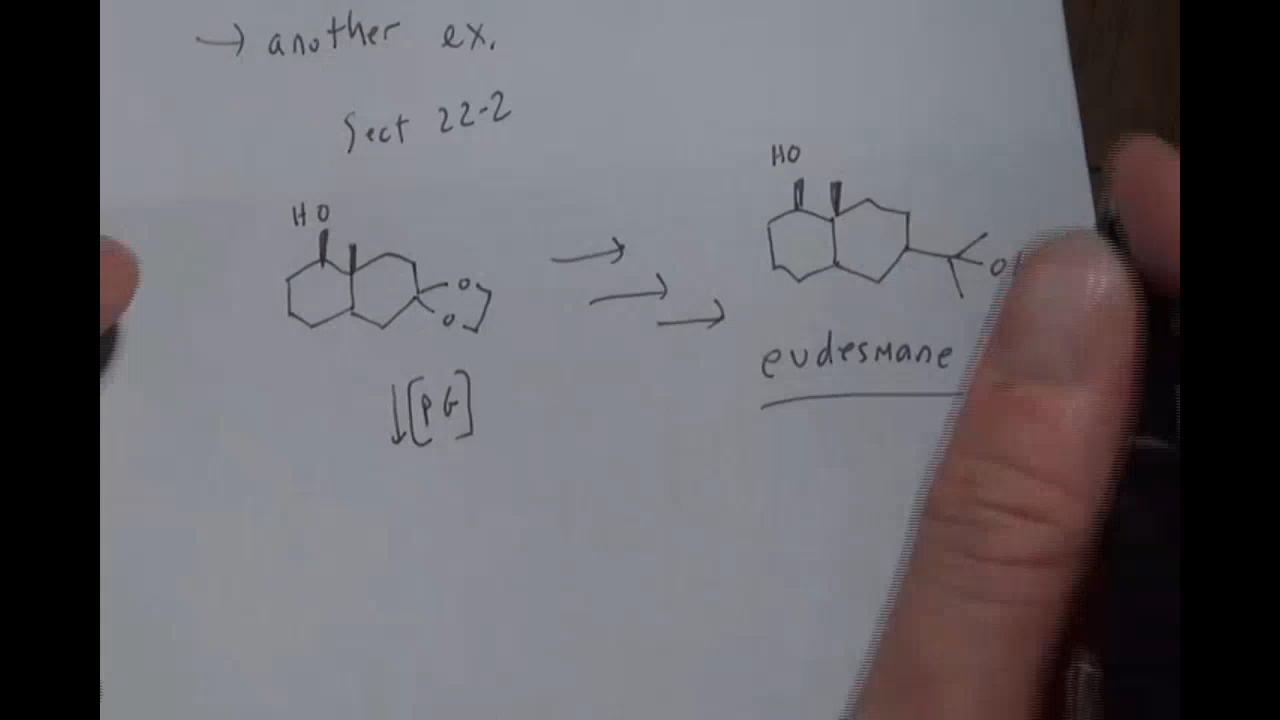 → another ex.
Sect 22-2
HO
HO
O
O
O
eudesmane
↓[PG]